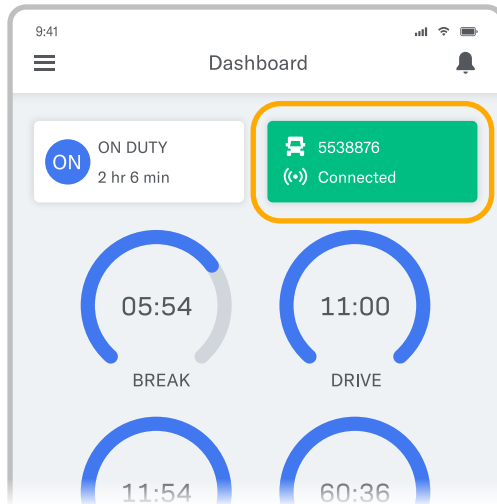 9:41
Dashboard
ON
ON DUTY
2 hr 6 min
5538876
Connected
05:54
BREAK
11:00
DRIVE
11:54
60:36